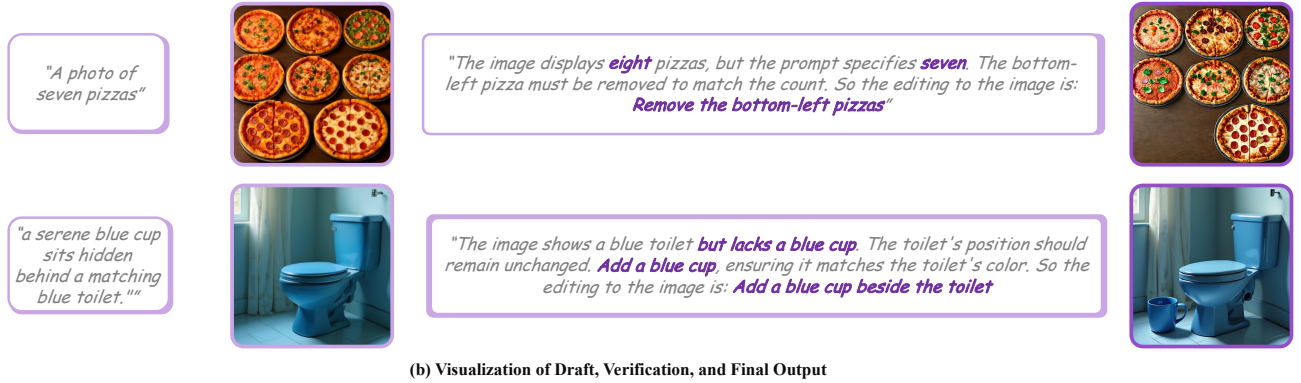 "A photo of
seven pizzas"
"The image displays eight pizzas, but the prompt specifies seven. The bottom-
left pizza must be removed to match the count. So the editing to the image is:
Remove the bottom-left pizzas"
"a serene blue cup
sits hidden
behind a matching
blue toilet.""
"The image shows a blue toilet but lacks a blue cup. The toilet's position should
remain unchanged. Add a blue cup, ensuring it matches the toilet's color. So the
editing to the image is: Add a blue cup beside the toilet
(b) Visualization of Draft, Verification, and Final Output